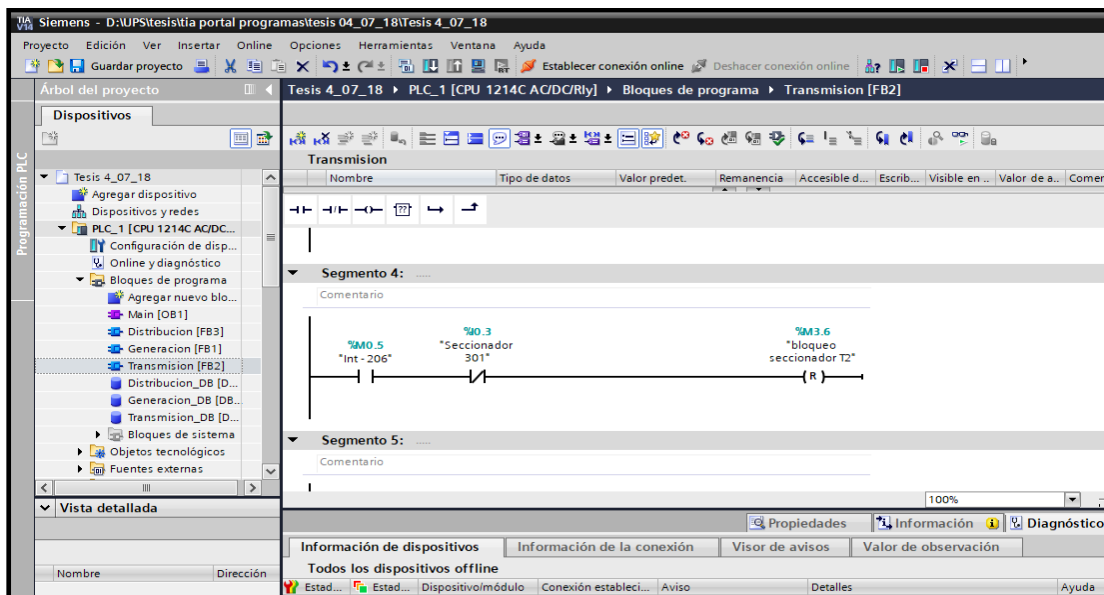 TIA V14 Siemens - D:\UPS\tesis\tia portal programas\tesis 04_07_18\Tesis 4_07_18
Proyecto Edición Ver Insertar Online Opciones Herramientas Ventana Ayuda
Guardar proyecto Establecer conexión online Deshacer conexión online
Árbol del proyecto
Tesis 4_07_18 PLC_1 [CPU 1214C AC/DC/Rly] Bloques de programa Transmision [FB2]
Dispositivos
Programación PLC
Tesis 4_07_18
Agregar dispositivo
Dispositivos y redes
PLC_1 [CPU 1214C AC/DC...
Configuración de disp...
Online y diagnóstico
Bloques de programa
Agregar nuevo blo...
Main [OB1]
Distribucion [FB3]
Generacion [FB1]
Transmision [FB2]
Distribucion_DB [D...
Generacion_DB [DB...
Transmision_DB [D...
Bloques de sistema
Objetos tecnológicos
Fuentes externas
Vista detallada
Nombre Dirección
Transmision
Nombre Tipo de datos Valor predet. Remanencia Accesible d... Escrib... Visible en .. Valor de a.. Comer
??
Segmento 4: .....
Comentario
%M0.5
"Int - 206"
%I0.3
"Seccionador
301"
%M3.6
"bloqueo
seccionador T2"
R
Segmento 5: .....
Comentario
100%
Propiedades Información Diagnóstico
Información de dispositivos Información de la conexión Visor de avisos Valor de observación
Todos los dispositivos offline
Estad... Estad... Dispositivo/módulo Conexión estableci... Aviso Detalles Ayuda